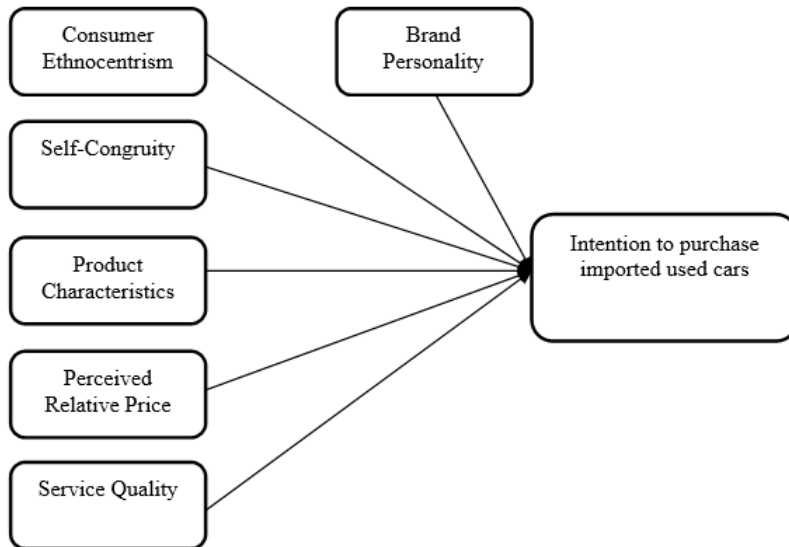 Consumer
Ethnocentrism
Brand
Personality
Self-Congruity
Product
Characteristics
Intention to purchase
imported used cars
Perceived
Relative Price
Service Quality